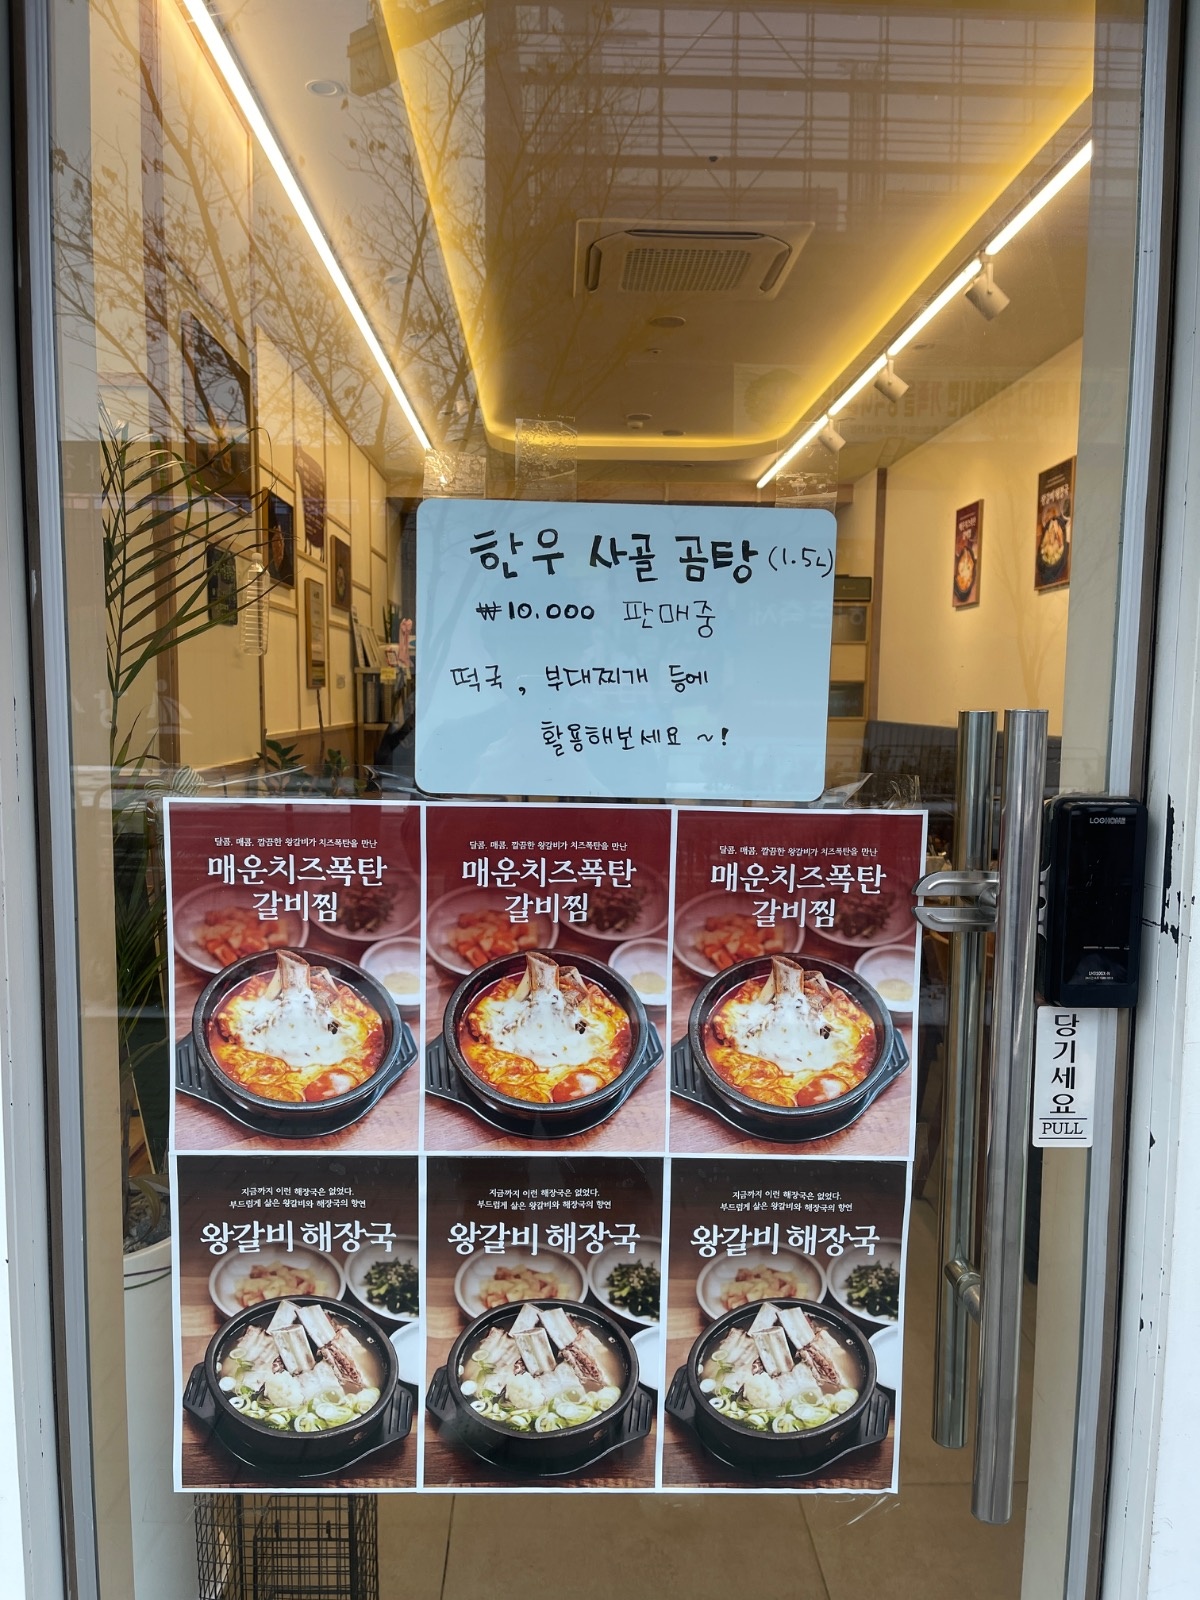 한우 사골 곰탕 (1.5L)
₩10.000 판매중
떡국, 부대찌개 등에
활용해보세요 ~!
달콤, 매콤, 깔끔한 왕갈비가 치즈폭탄을 만난
매운치즈폭탄
갈비찜
달콤, 매콤, 깔끔한 왕갈비가 치즈폭탄을 만난
매운치즈폭탄
갈비찜
달콤, 매콤, 깔끔한 왕갈비가 치즈폭탄을 만난
매운치즈폭탄
갈비찜
지금까지 이런 해장국은 없었다.
부드럽게 삶은 왕갈비와 해장국의 향연
왕갈비 해장국
지금까지 이런 해장국은 없었다.
부드럽게 삶은 왕갈비와 해장국의 향연
왕갈비 해장국
지금까지 이런 해장국은 없었다.
부드럽게 삶은 왕갈비와 해장국의 향연
왕갈비 해장국
왕갈비 해장국
LOGHOME
당기세요
PULL